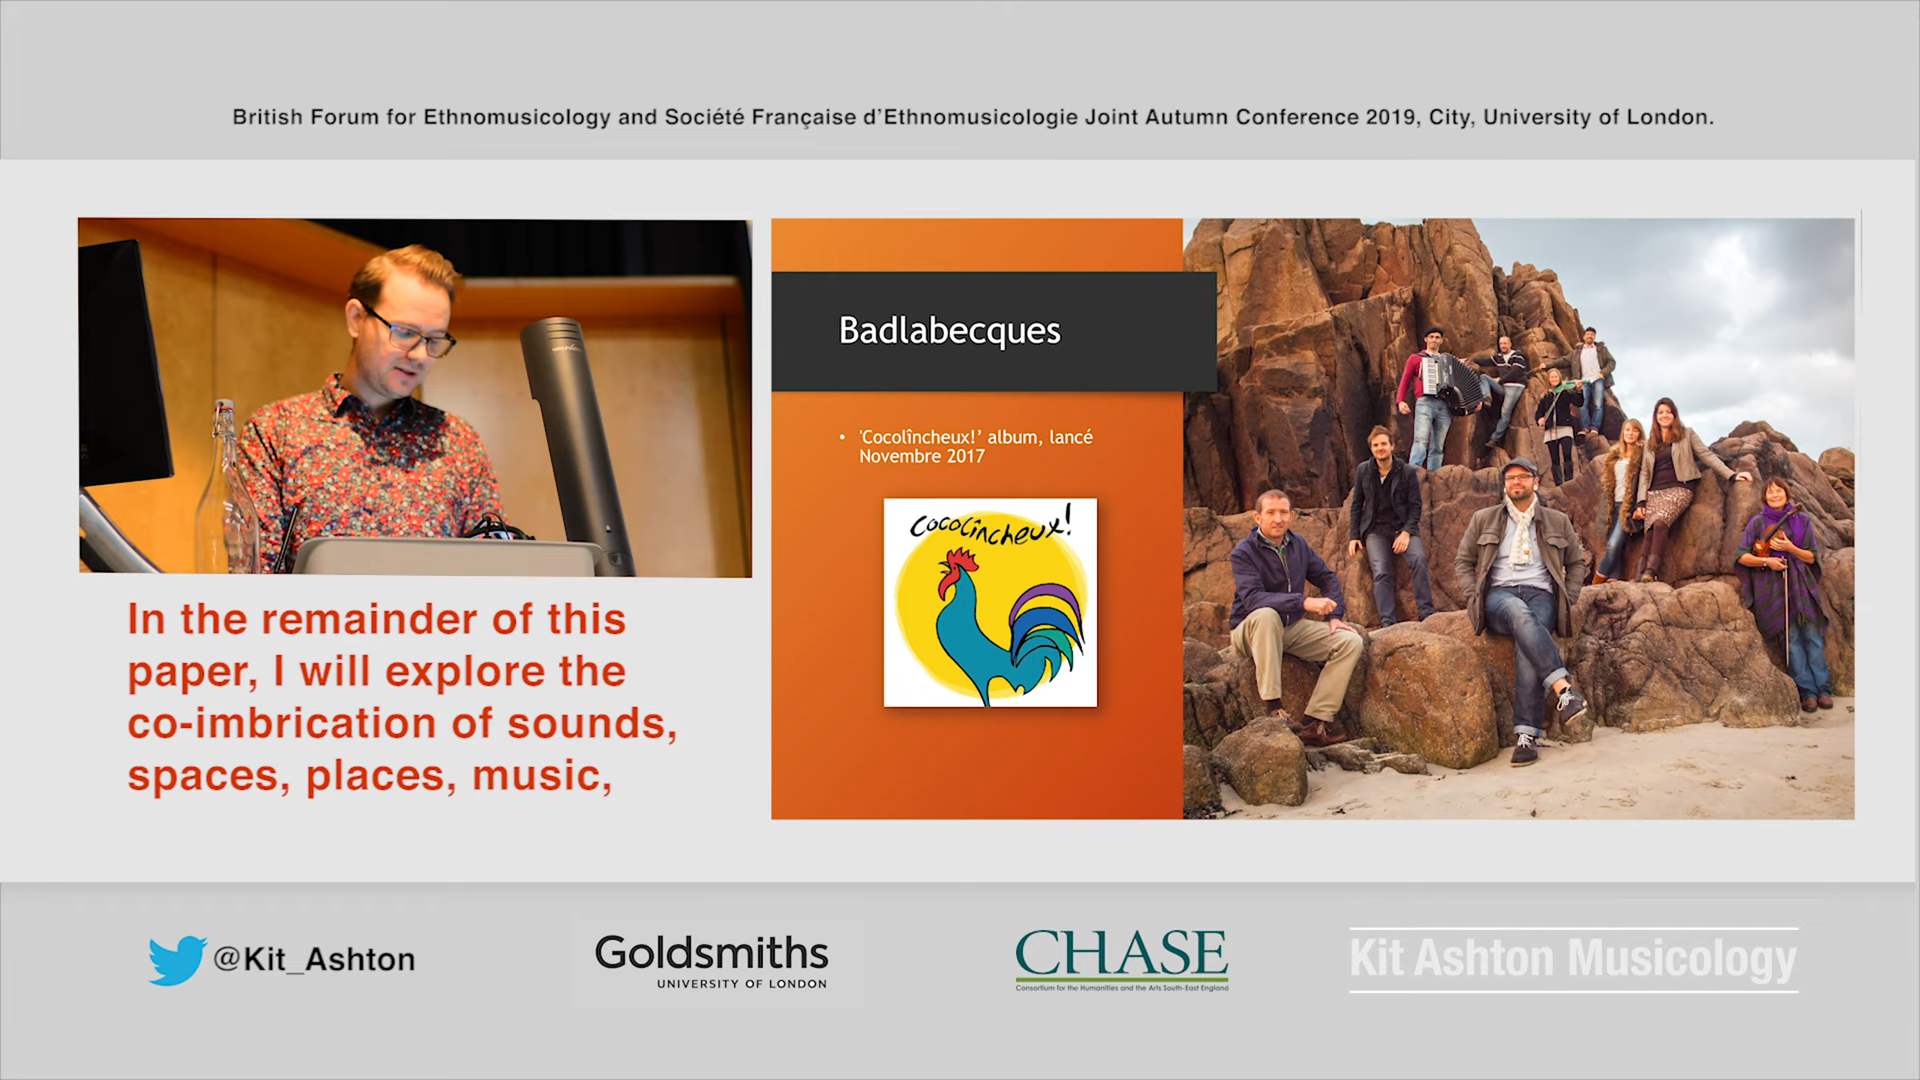 British Forum for Ethnomusicology and Société Française d'Ethnomusicologie Joint Autumn Conference 2019, City, University of London.
In the remainder of this
paper, I will explore the
co-imbrication of sounds,
spaces, places, music,
Badlabecques
• 'Cocolîncheux!’ album, lancé
Novembre 2017
Cocolîncheux!
@Kit_Ashton
Goldsmiths
UNIVERSITY OF LONDON
CHASE
Consortium for the Humanities and the Arts South-East England
Kit Ashton Musicology